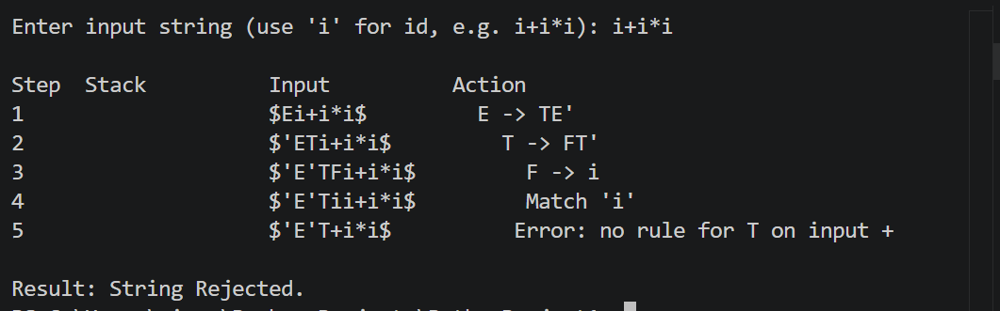 Enter input string (use 'i' for id, e.g. i+i*i): i+i*i
Step Stack Input Action
1 $Ei+i*i$ E -> TE'
2 $'ETi+i*i$ T -> FT'
3 $'E'TFi+i*i$ F -> i
4 $'E'Tii+i*i$ Match 'i'
5 $'E'T+i*i$ Error: no rule for T on input +
Result: String Rejected.